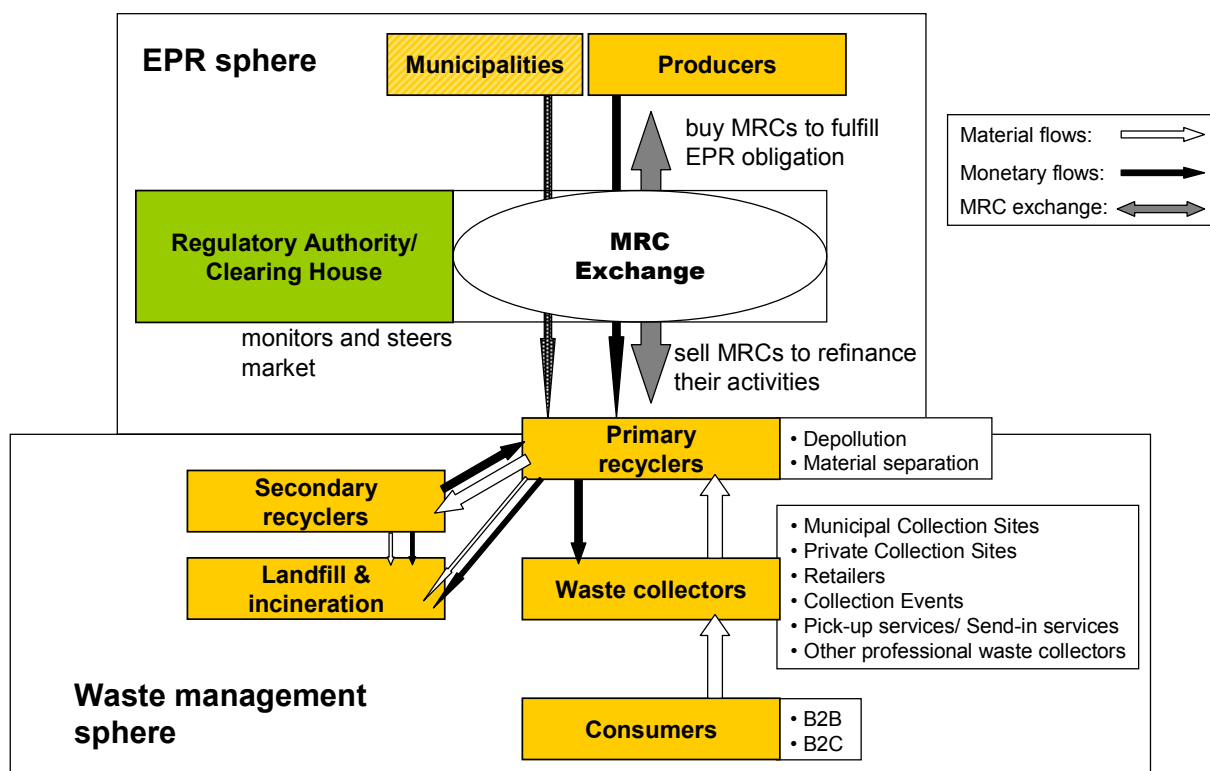 EPR sphere
Municipalities
Producers
buy MRCs to fulfill
EPR obligation
Material flows:
Monetary flows:
MRC exchange:
Regulatory Authority/
Clearing House
MRC
Exchange
monitors and steers
market
sell MRCs to refinance
their activities
Primary
recyclers
• Depollution
• Material separation
Secondary
recyclers
Landfill &
incineration
Waste collectors
• Municipal Collection Sites
• Private Collection Sites
• Retailers
• Collection Events
• Pick-up services/ Send-in services
• Other professional waste collectors
Waste management
sphere
Consumers
• B2B
• B2C